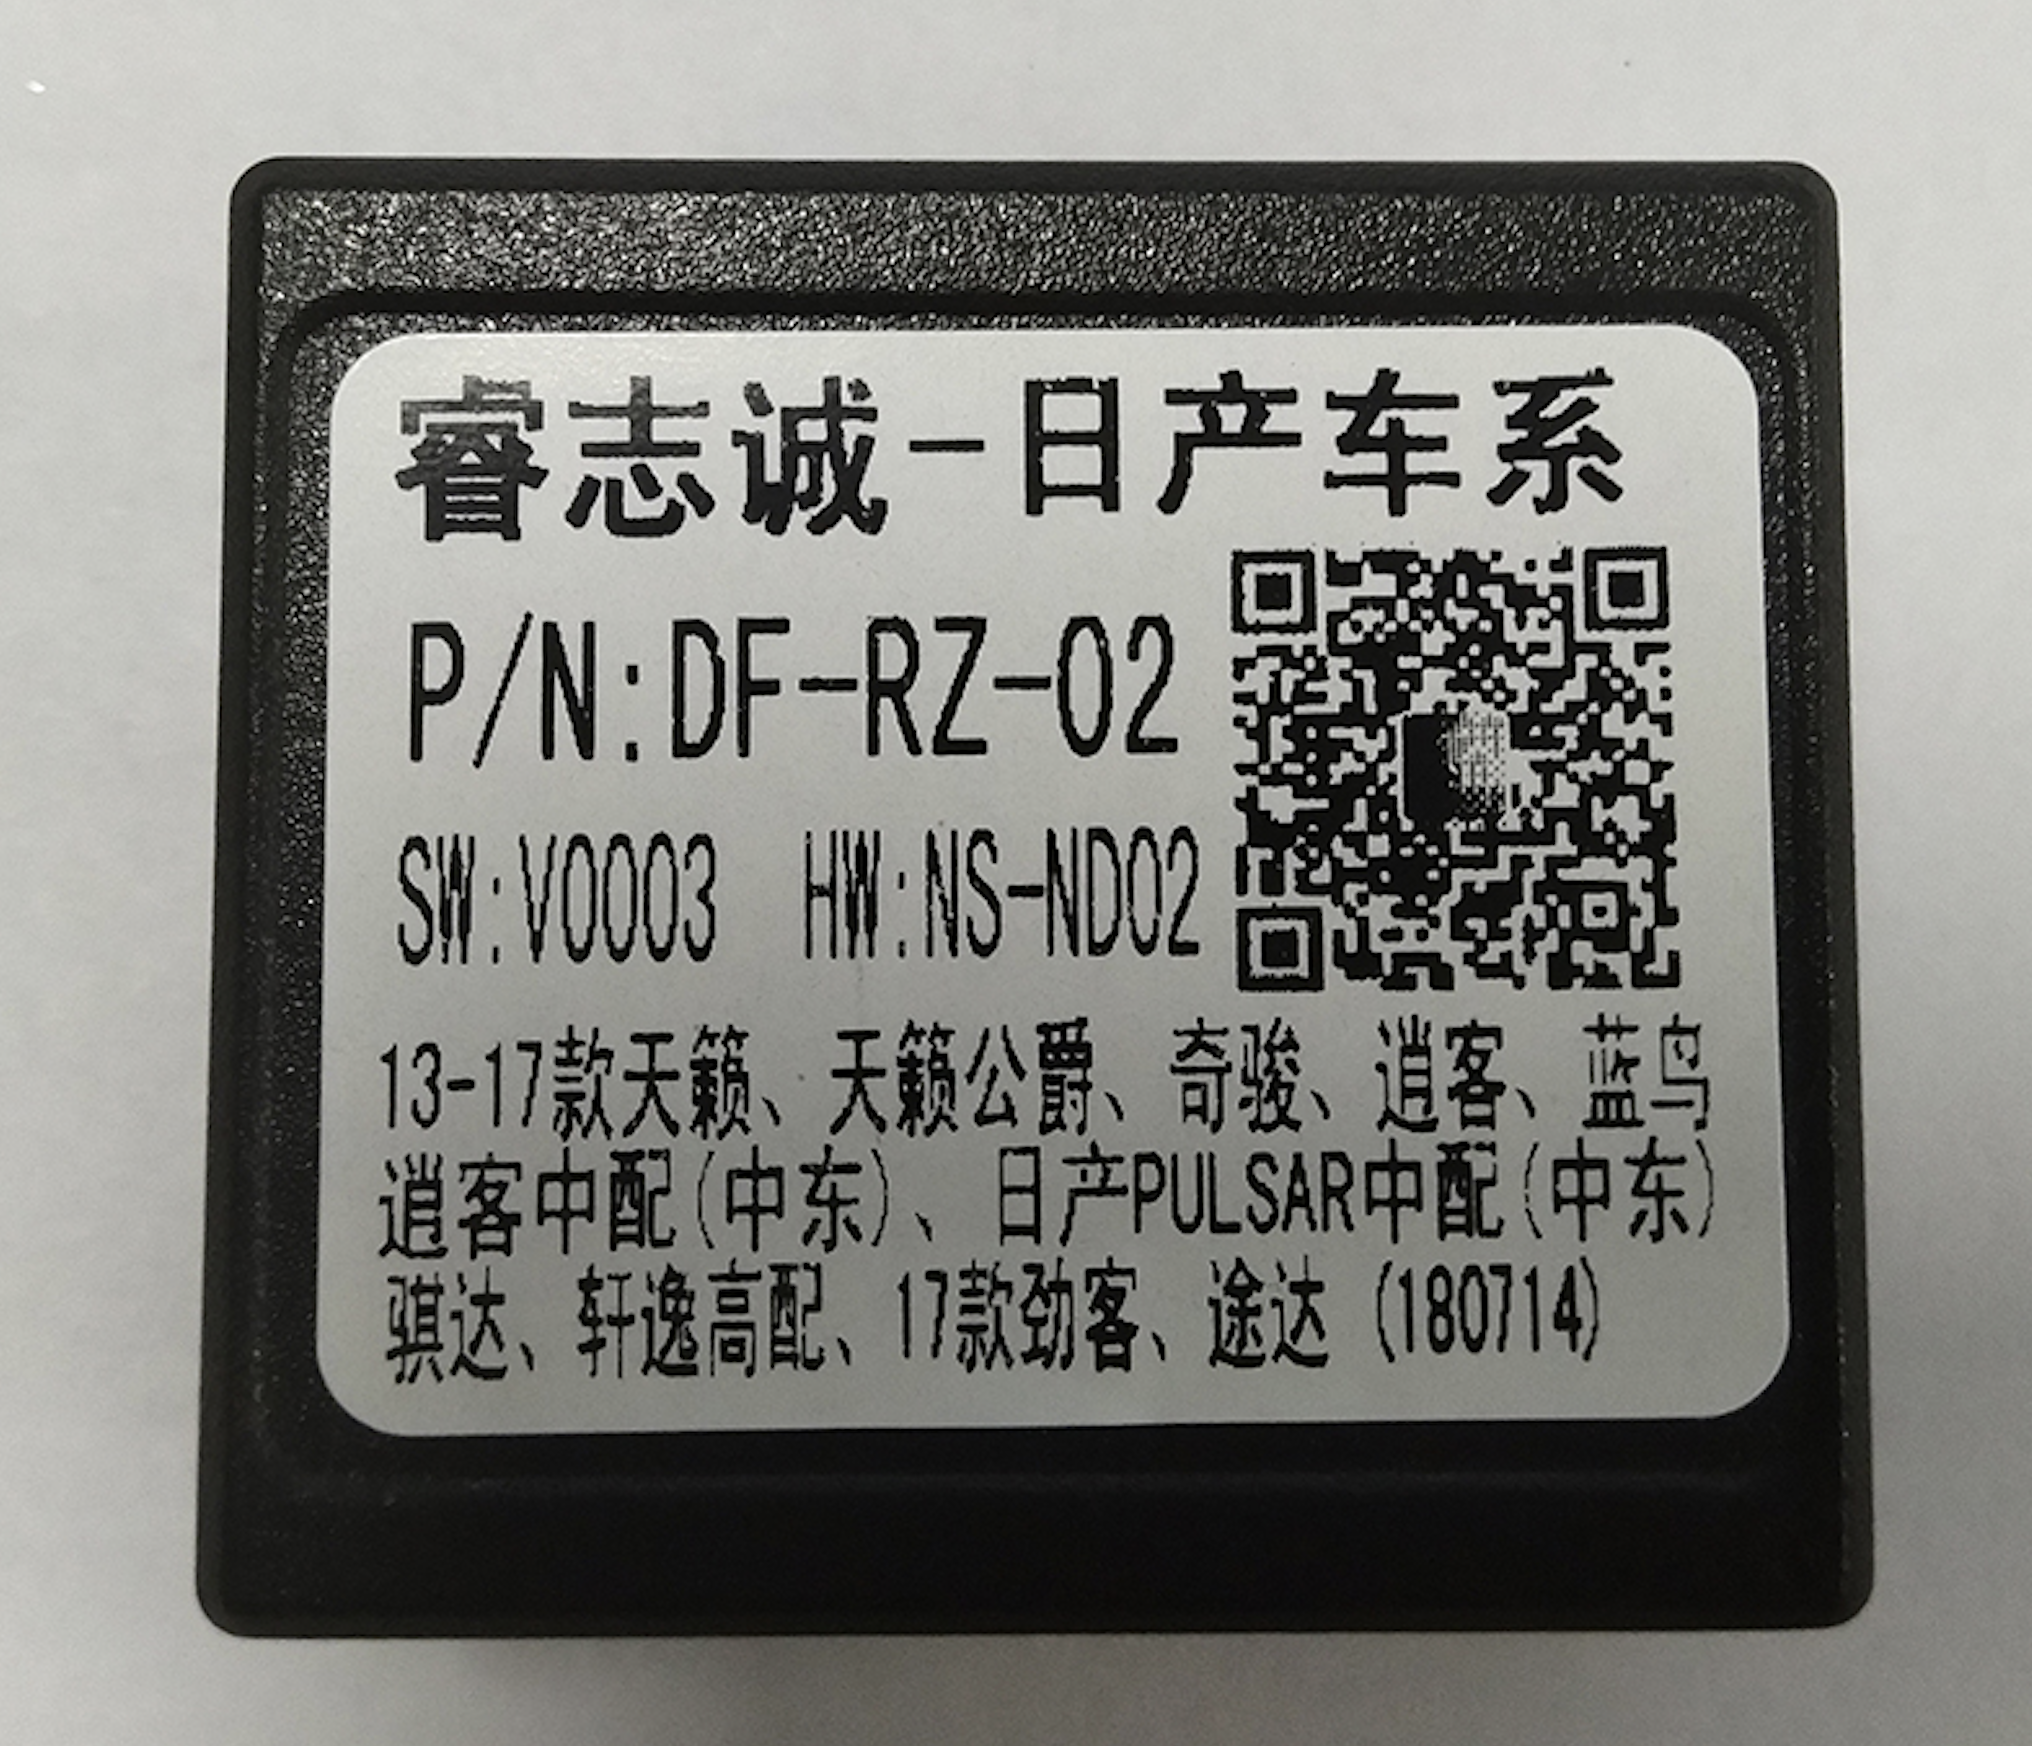 睿志诚-日产车系
P/N:DF-RZ-02
SW:V0003 HW:NS-ND02
13-17款天籁、天籁公爵、奇骏、逍客、蓝鸟
逍客中配(中东)、日产PULSAR中配(中东)
骐达、轩逸高配、17款劲客、途达 (180714)